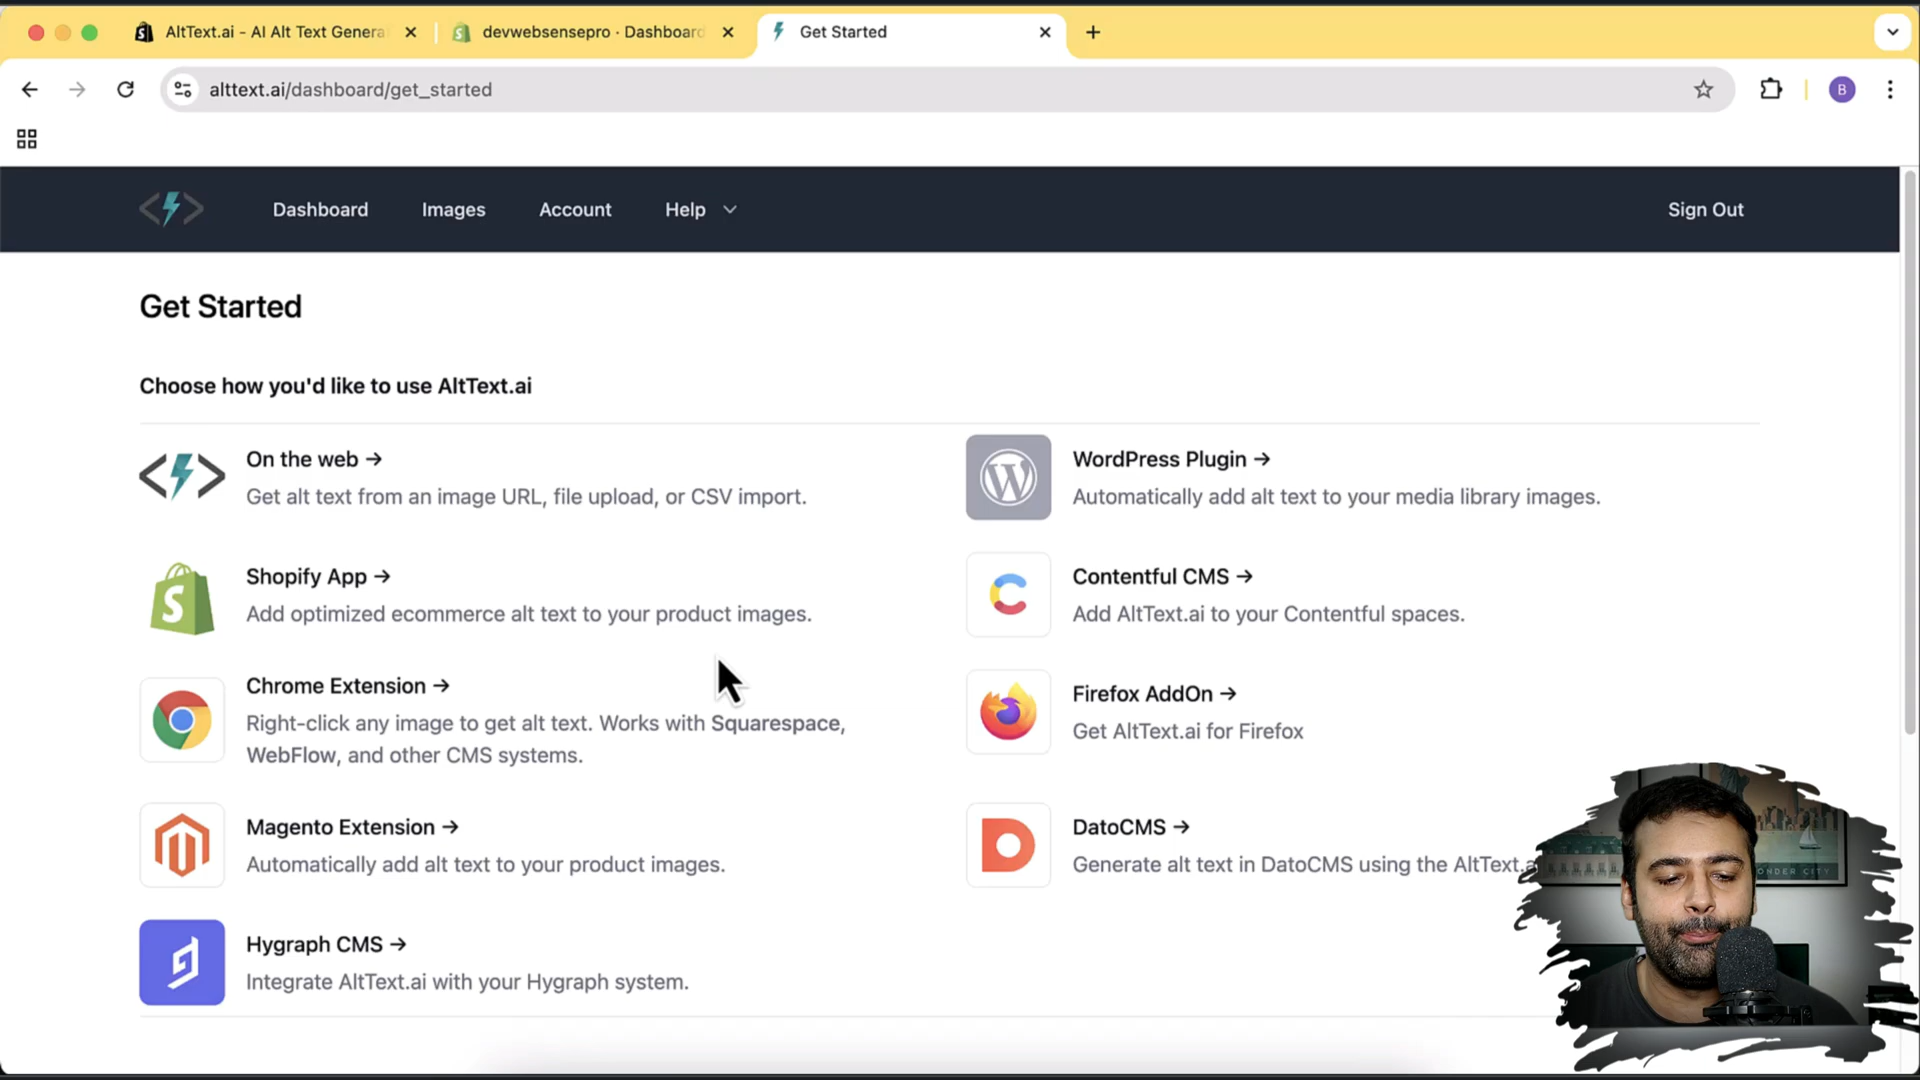 AltText.ai - AI Alt Text Genera
devwebsensepro · Dashboard
Get Started
alttext.ai/dashboard/get_started
B
Dashboard
Images
Account
Help
Sign Out
Get Started
Choose how you'd like to use AltText.ai
On the web →
Get alt text from an image URL, file upload, or CSV import.
WordPress Plugin →
Automatically add alt text to your media library images.
Shopify App →
Add optimized ecommerce alt text to your product images.
Contentful CMS →
Add AltText.ai to your Contentful spaces.
Chrome Extension →
Right-click any image to get alt text. Works with Squarespace,
WebFlow, and other CMS systems.
Firefox AddOn →
Get AltText.ai for Firefox
Magento Extension →
Automatically add alt text to your product images.
DatoCMS →
Generate alt text in DatoCMS using the AltText.a
Hygraph CMS →
Integrate AltText.ai with your Hygraph system.
ONDER CITY